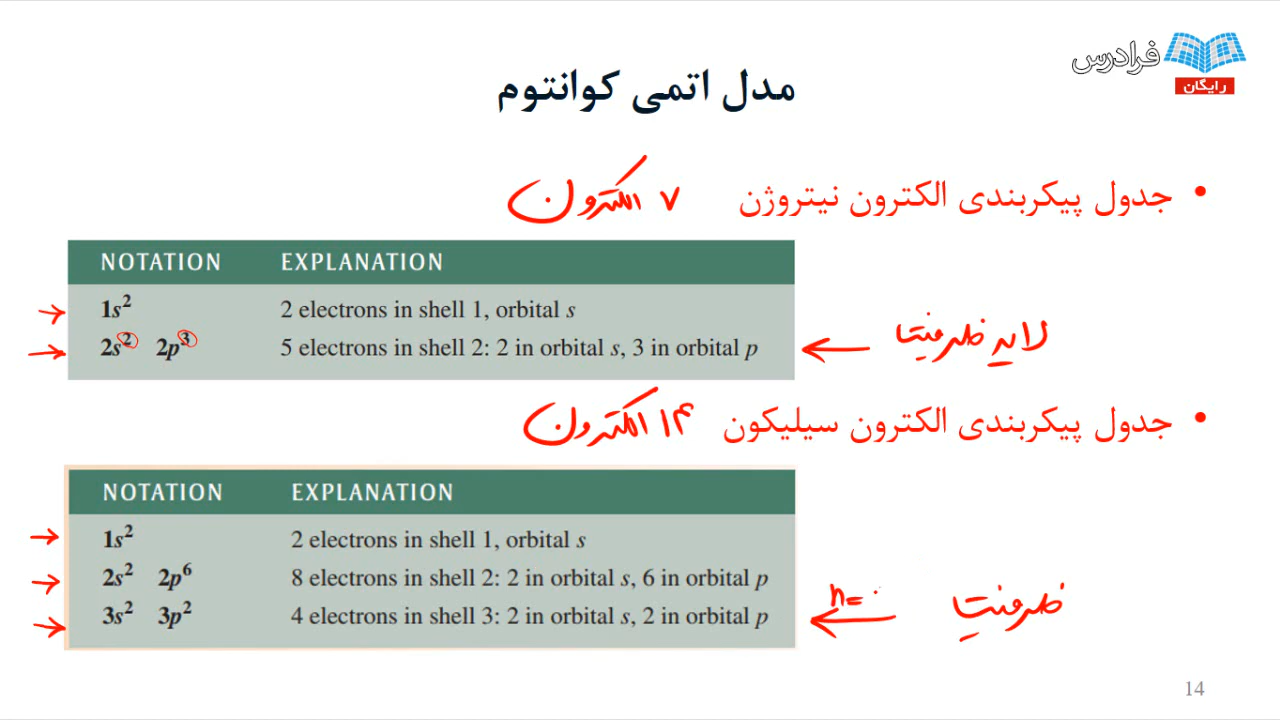 فرادرس
رایگان
مدل اتمی کوانتوم
• جدول پیکربندی الکترون نیتروژن ۷ الکترون
NOTATION EXPLANATION
1s² 2 electrons in shell 1, orbital s
2s² 2p³ 5 electrons in shell 2: 2 in orbital s, 3 in orbital p
لایه ظرفیت
• جدول پیکربندی الکترون سیلیکون ۱۴ الکترون
NOTATION EXPLANATION
1s² 2 electrons in shell 1, orbital s
2s² 2p⁶ 8 electrons in shell 2: 2 in orbital s, 6 in orbital p
3s² 3p² 4 electrons in shell 3: 2 in orbital s, 2 in orbital p
n= ظرفیت
14